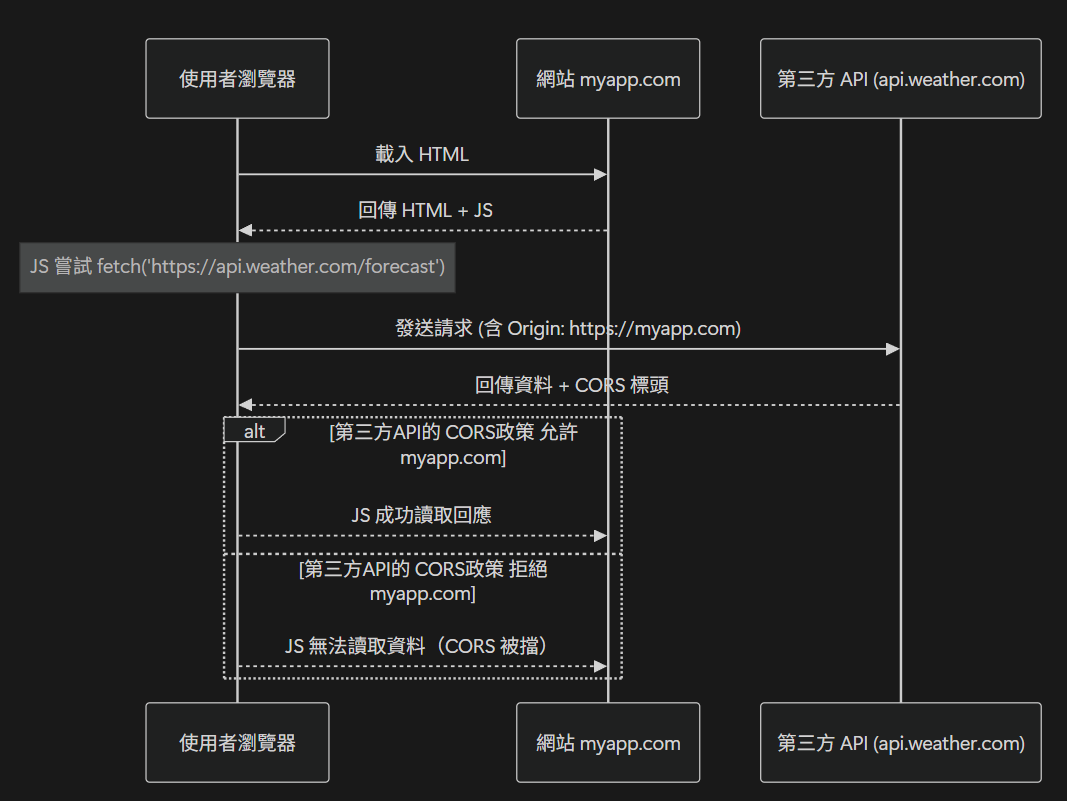 使用者瀏覽器
網站 myapp.com
第三方 API (api.weather.com)
載入 HTML
回傳 HTML + JS
JS 嘗試 fetch('https://api.weather.com/forecast')
發送請求 (含 Origin: https://myapp.com)
回傳資料 + CORS 標頭
alt
[第三方API的 CORS政策 允許
myapp.com]
JS 成功讀取回應
[第三方API的 CORS政策 拒絕
myapp.com]
JS 無法讀取資料（CORS 被擋）
使用者瀏覽器
網站 myapp.com
第三方 API (api.weather.com)